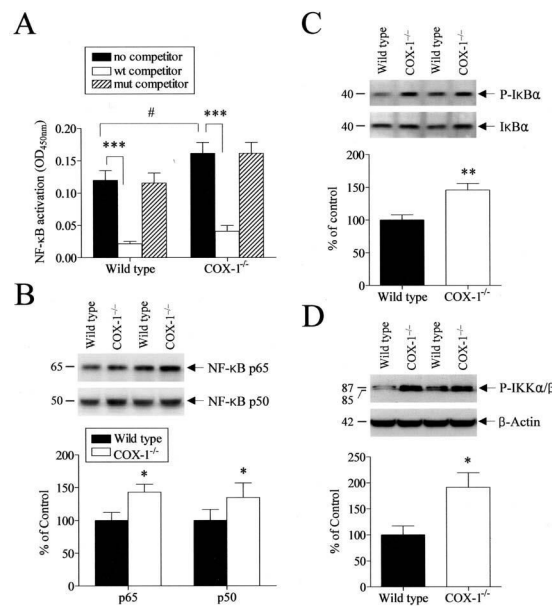 A
no competitor
wt competitor
mut competitor
NF-κB activation (OD450nm)
0.20
0.15
0.10
0.05
0.00
***
#
***
Wild type
COX-1-/-
B
Wild type
COX-1-/-
Wild type
COX-1-/-
65
NF-κB p65
50
NF-κB p50
Wild type
COX-1-/-
% of Control
200
150
100
50
0
*
*
p65
p50
C
Wild type
COX-1-/-
Wild type
COX-1-/-
40
P-IκBα
40
IκBα
% of control
200
150
100
50
0
**
Wild type
COX-1-/-
D
Wild type
COX-1-/-
Wild type
COX-1-/-
87
85
P-IKKα/β
42
β-Actin
% of Control
250
200
150
100
50
0
*
Wild type
COX-1-/-